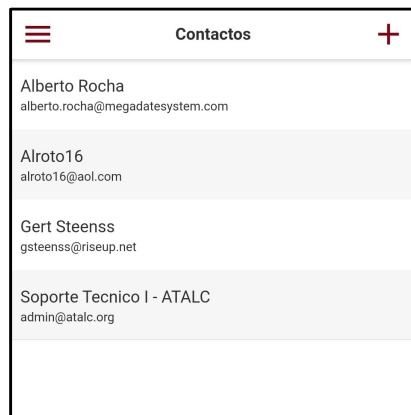 Contactos
Alberto Rocha
alberto.rocha@megadatesystem.com
Alroto16
alroto16@aol.com
Gert Steenss
gsteenss@riseup.net
Soporte Tecnico I - ATALC
admin@atalc.org